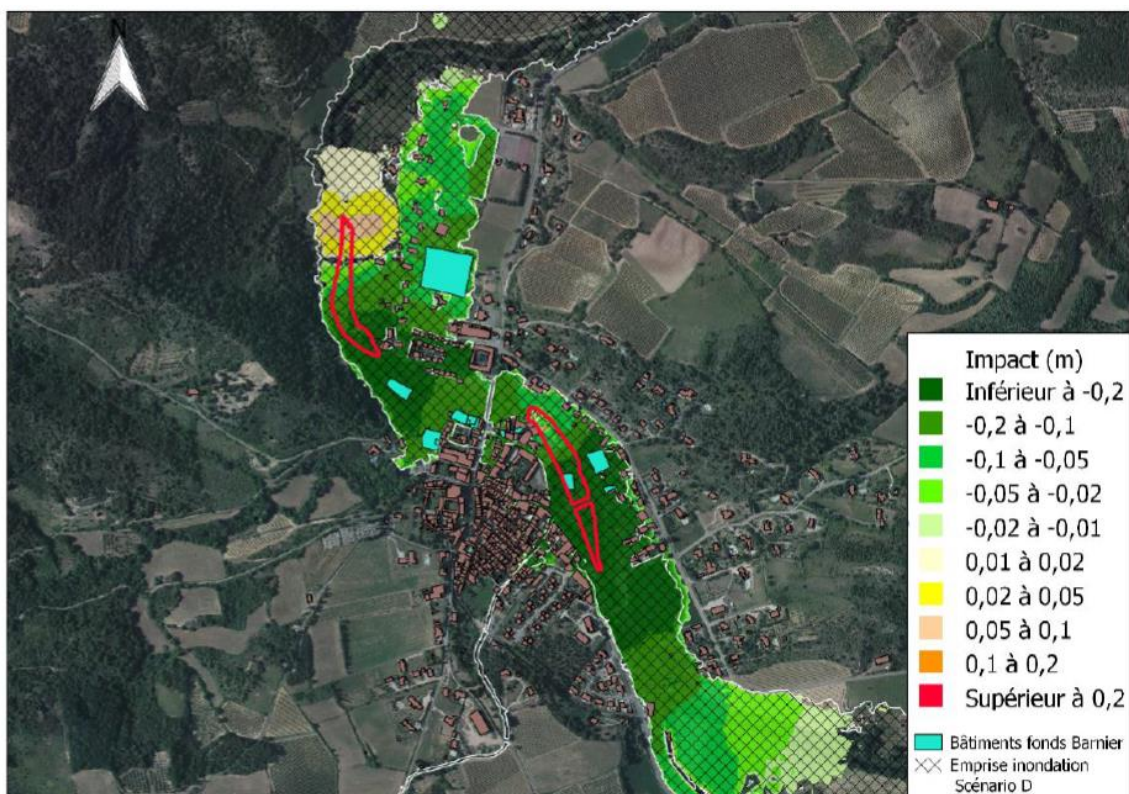 N
Impact (m)
Inférieur à -0,2
-0,2 à -0,1
-0,1 à -0,05
-0,05 à -0,02
-0,02 à -0,01
0,01 à 0,02
0,02 à 0,05
0,05 à 0,1
0,1 à 0,2
Supérieur à 0,2
Bâtiments fonds Barnier
Emprise inondation
Scénario D